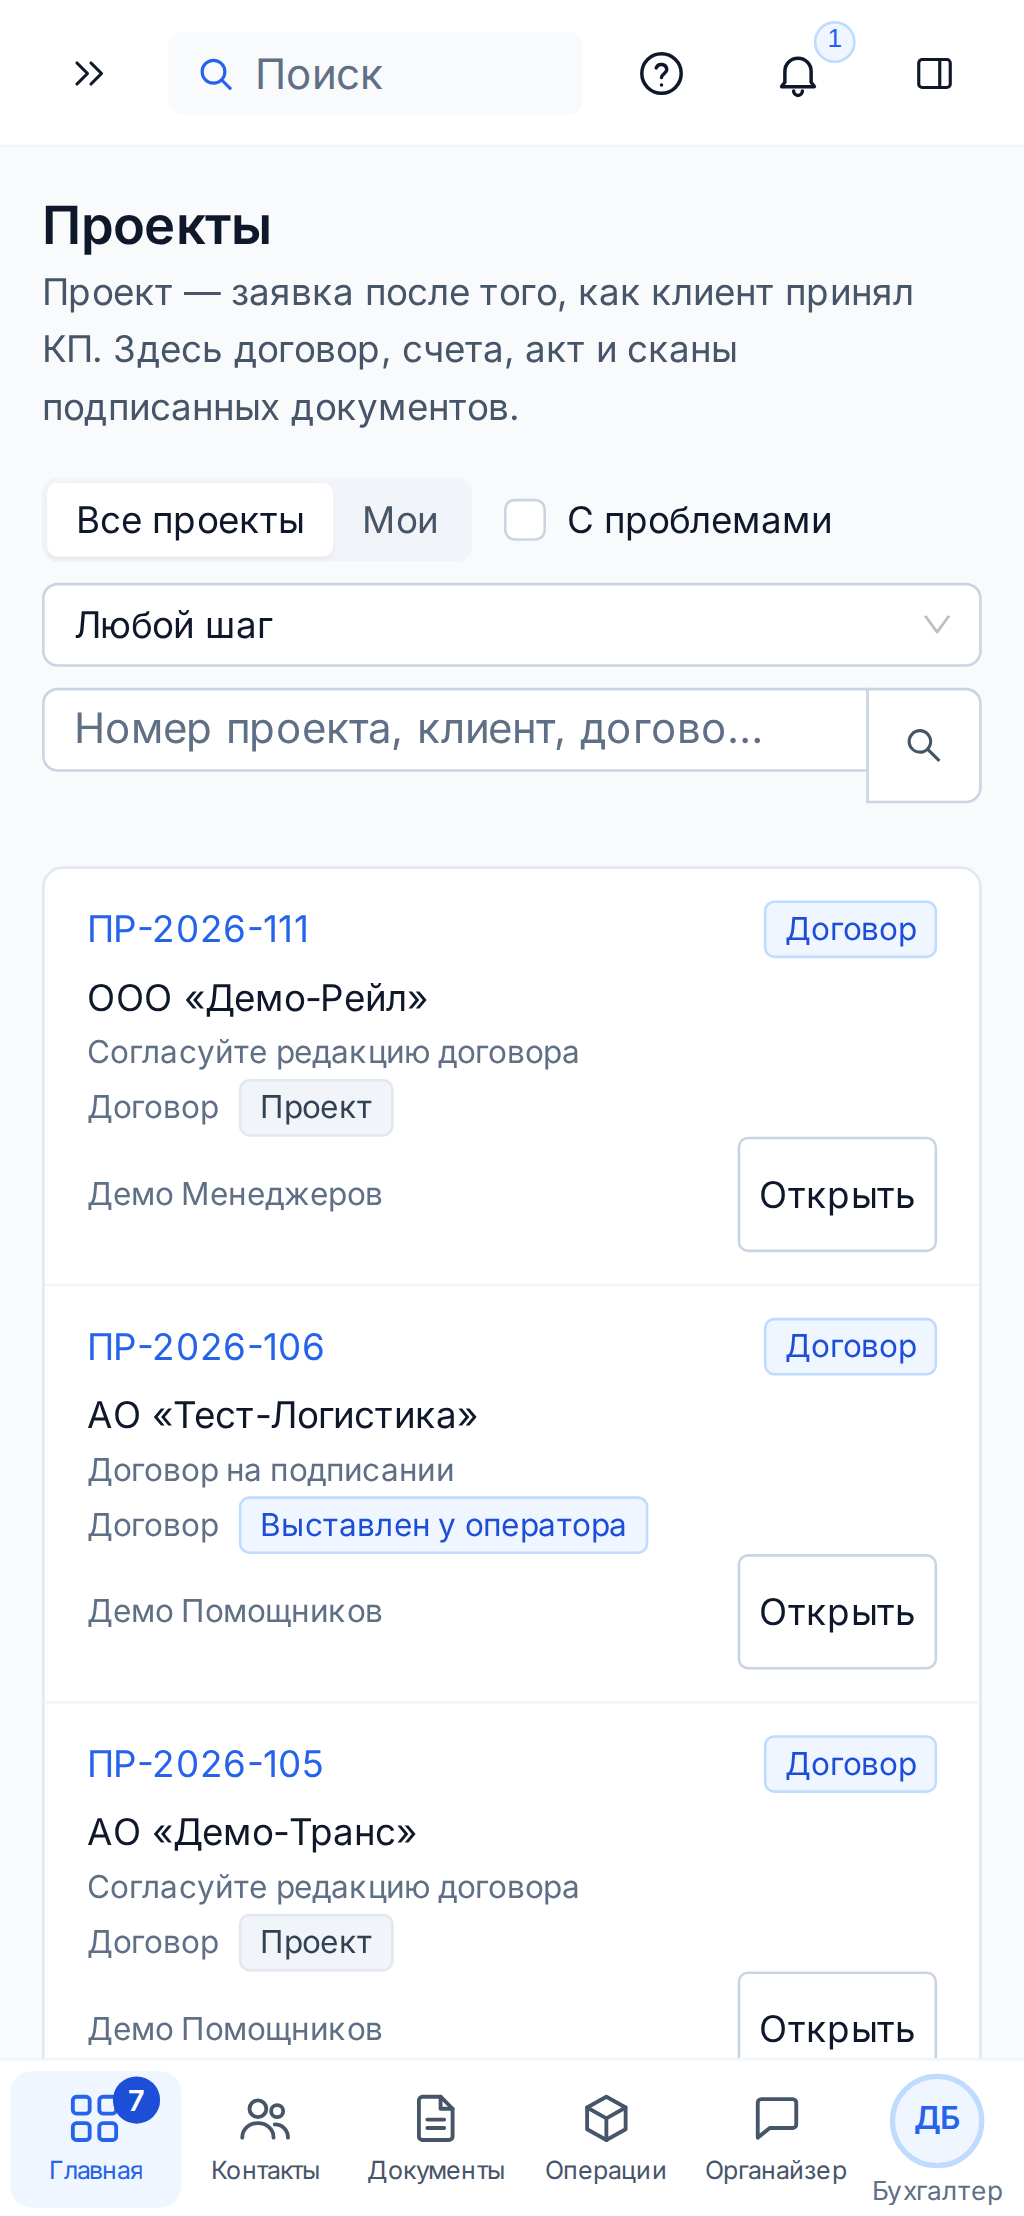 Поиск
1
Проекты
Проект — заявка после того, как клиент принял
КП. Здесь договор, счета, акт и сканы
подписанных документов.
Все проекты
Мои
С проблемами
Любой шаг
Номер проекта, клиент, догово...
ПР-2026-111
Договор
ООО «Демо-Рейл»
Согласуйте редакцию договора
Договор Проект
Демо Менеджеров
Открыть
ПР-2026-106
Договор
АО «Тест-Логистика»
Договор на подписании
Договор Выставлен у оператора
Демо Помощников
Открыть
ПР-2026-105
Договор
АО «Демо-Транс»
Согласуйте редакцию договора
Договор Проект
Демо Помощников
Открыть
7
Главная
Контакты
Документы
Операции
Органайзер
ДБ
Бухгалтер